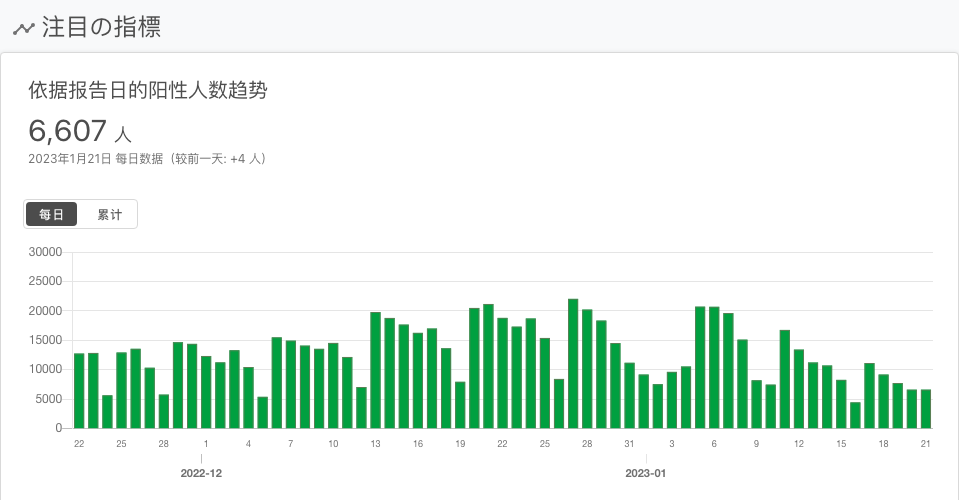 注目の指標
依据报告日的阳性人数趋势
6,607 人
2023年1月21日 每日数据（较前一天: +4 人）
每日 累计
30000
25000
20000
15000
10000
5000
0
22 25 28 1 4 7 10 13 16 19 22 25 28 31 3 6 9 12 15 18 21
2022-12 2023-01